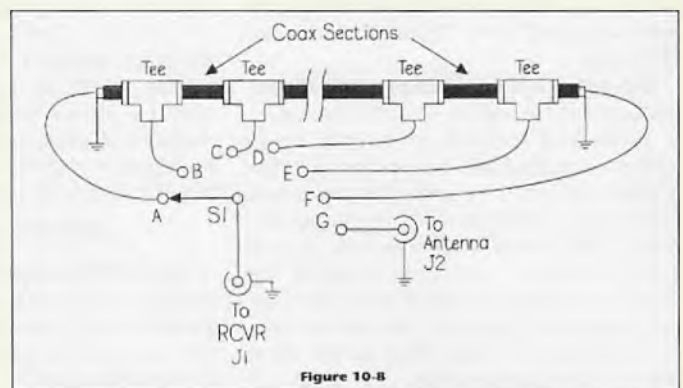 Coax Sections
Tee
Tee
Tee
Tee
C
D
B
E
A
S1
F
G
To
Antenna
J2
To
RCVR
J1
Figure 10-8